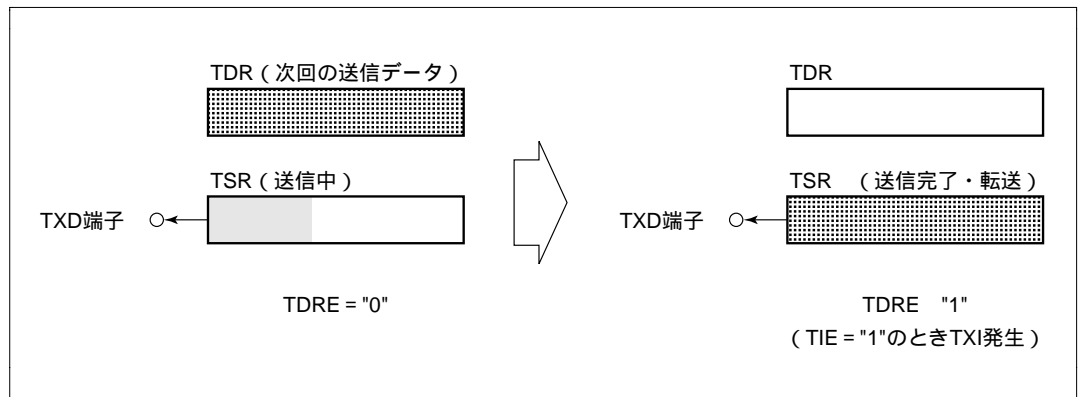 TDR（次回の送信データ）
TSR（送信中）
TXD端子
TDRE = "0"
TDR
TSR　（送信完了・転送）
TXD端子
TDRE　"1"
（TIE = "1"のときTXI発生）